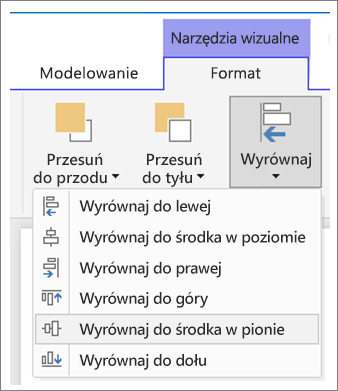 Narzędzia wizualne
Modelowanie
Format
Przesuń
do przodu
Przesuń
do tyłu
Wyrównaj
Wyrównaj do lewej
Wyrównaj do środka w poziomie
Wyrównaj do prawej
Wyrównaj do góry
Wyrównaj do środka w pionie
Wyrównaj do dołu